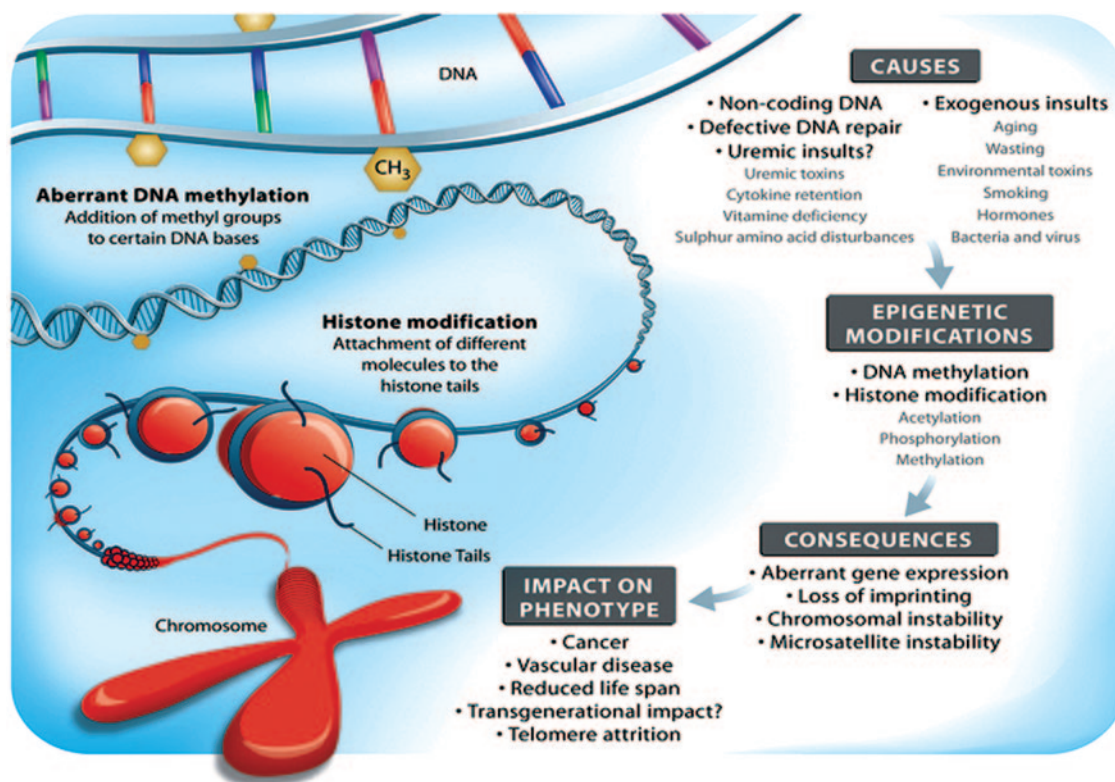 DNA
CH3
Aberrant DNA methylation
Addition of methyl groups
to certain DNA bases
Histone modification
Attachment of different
molecules to the
histone tails
Histone
Histone Tails
Chromosome
CAUSES
• Non-coding DNA
• Defective DNA repair
• Uremic insults?
Uremic toxins
Cytokine retention
Vitamine deficiency
Sulphur amino acid disturbances
• Exogenous insults
Aging
Wasting
Environmental toxins
Smoking
Hormones
Bacteria and virus
EPIGENETIC
MODIFICATIONS
• DNA methylation
• Histone modification
Acetylation
Phosphorylation
Methylation
CONSEQUENCES
• Aberrant gene expression
• Loss of imprinting
• Chromosomal instability
• Microsatellite instability
IMPACT ON
PHENOTYPE
• Cancer
• Vascular disease
• Reduced life span
• Transgenerational impact?
• Telomere attrition